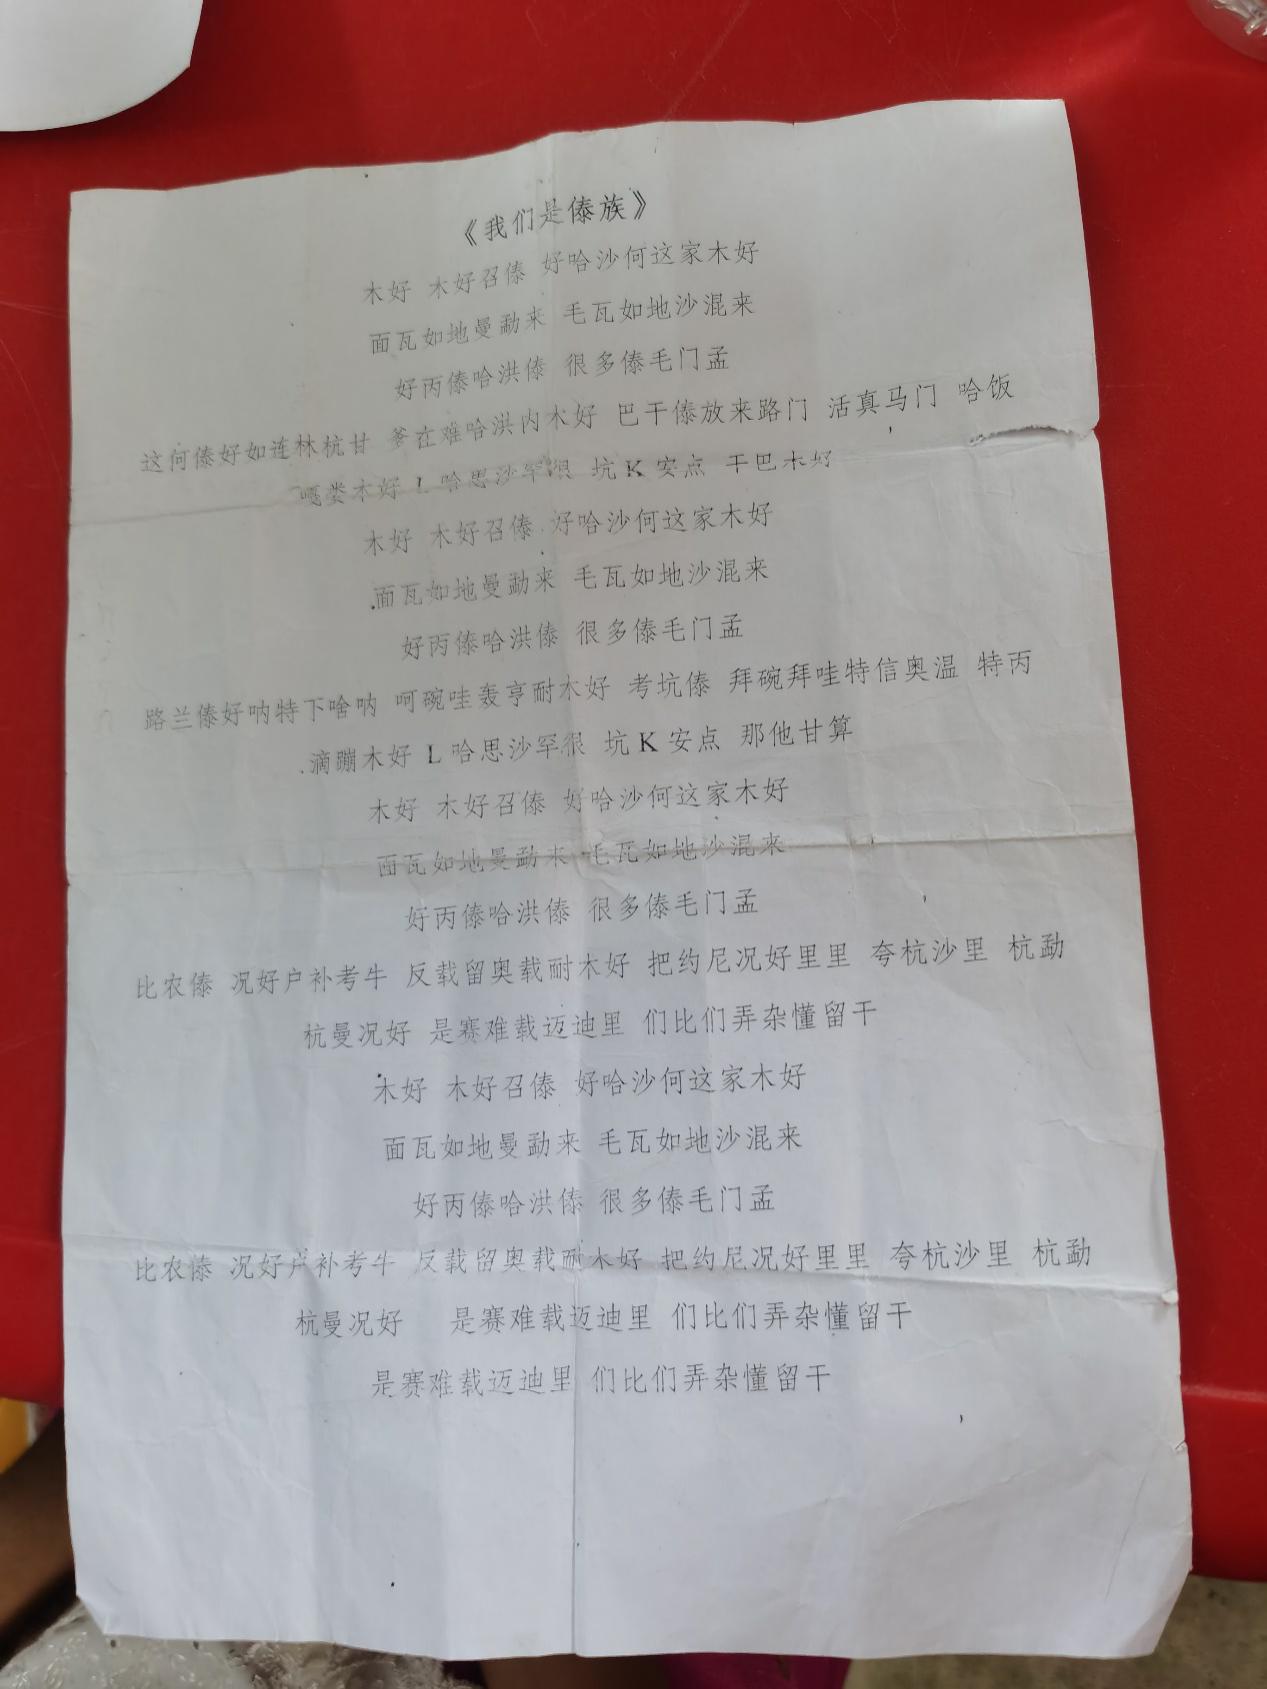 《我们是傣族》
木好 木好召傣 好哈沙何这家木好
面瓦如地曼勐来 毛瓦如地沙混来
好丙傣哈洪傣 很多傣毛门孟
这何傣好如连林杭甘 爹在难哈洪内木好 巴干傣放来路门 活真马门 哈饭
嘎娄木好 L 哈思沙罕很 坑 K 安点 干巴木好
木好 木好召傣 好哈沙何这家木好
面瓦如地曼勐来 毛瓦如地沙混来
好丙傣哈洪傣 很多傣毛门孟
路兰傣好呐特下啥呐 呵碗哇轰亨耐木好 考坑傣 拜碗拜哇特信奥温 特丙
滴蹦木好 L 哈思沙罕很 坑 K 安点 那他甘算
木好 木好召傣 好哈沙何这家木好
面瓦如地曼勐来 毛瓦如地沙混来
好丙傣哈洪傣 很多傣毛门孟
比农傣 况好户补考牛 反载留奥载耐木好 把约尼况好里里 夸杭沙里 杭勐
杭曼况好 是赛难载迈迪里 们比们弄杂懂留干
木好 木好召傣 好哈沙何这家木好
面瓦如地曼勐来 毛瓦如地沙混来
好丙傣哈洪傣 很多傣毛门孟
比农傣 况好户补考牛 反载留奥载耐木好 把约尼况好里里 夸杭沙里 杭勐
杭曼况好 是赛难载迈迪里 们比们弄杂懂留干
是赛难载迈迪里 们比们弄杂懂留干